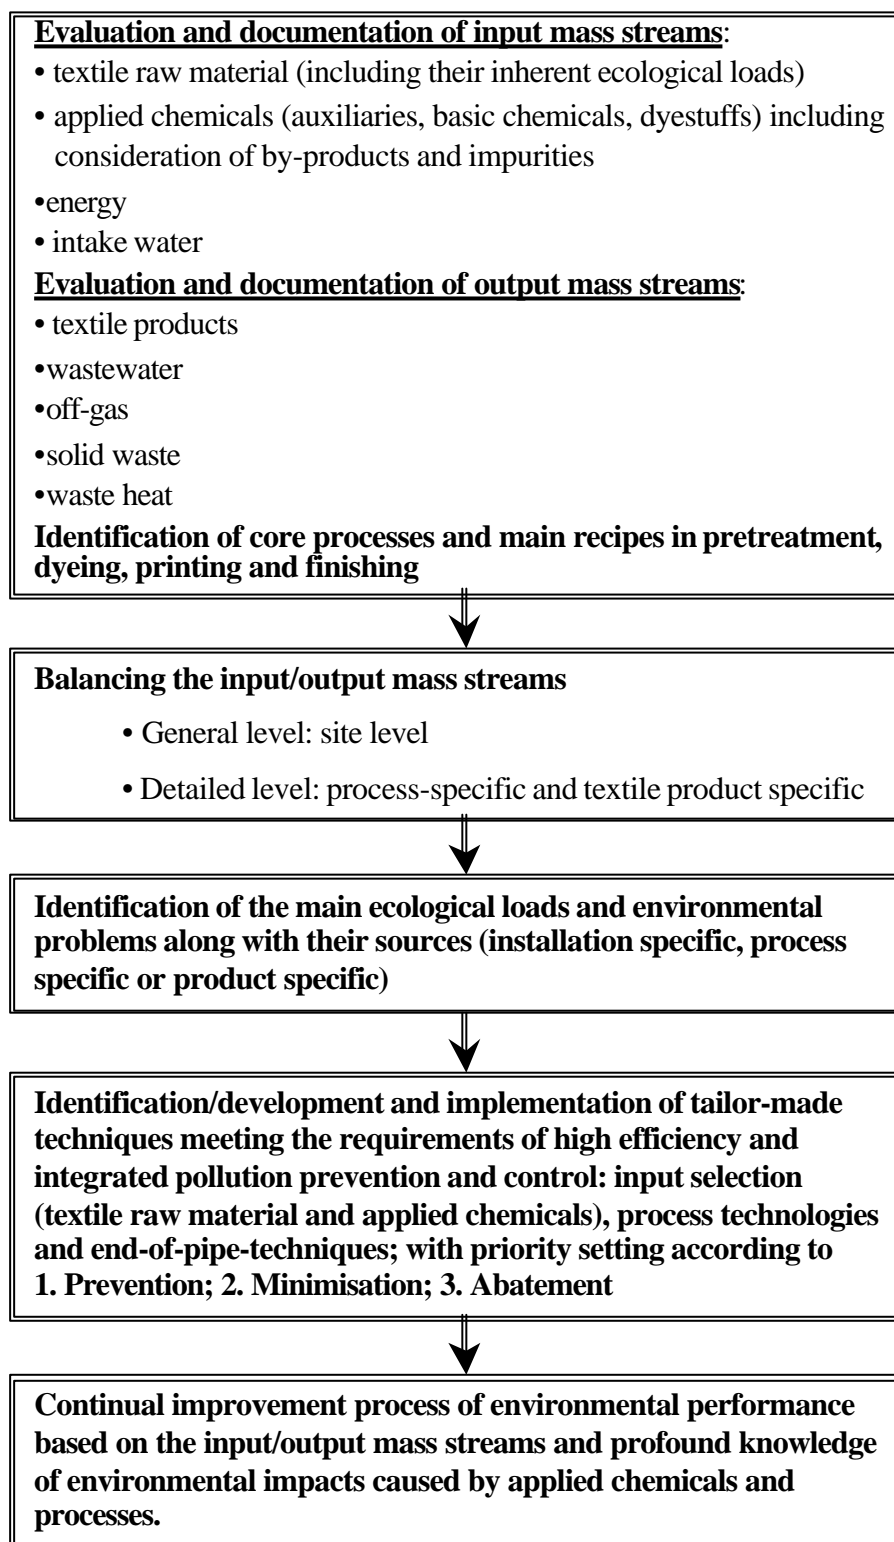 Evaluation and documentation of input mass streams:
• textile raw material (including their inherent ecological loads)
• applied chemicals (auxiliaries, basic chemicals, dyestuffs) including
consideration of by-products and impurities
•energy
• intake water
Evaluation and documentation of output mass streams:
• textile products
•wastewater
•off-gas
•solid waste
•waste heat
Identification of core processes and main recipes in pretreatment,
dyeing, printing and finishing
Balancing the input/output mass streams
• General level: site level
• Detailed level: process-specific and textile product specific
Identification of the main ecological loads and environmental
problems along with their sources (installation specific, process
specific or product specific)
Identification/development and implementation of tailor-made
techniques meeting the requirements of high efficiency and
integrated pollution prevention and control: input selection
(textile raw material and applied chemicals), process technologies
and end-of-pipe-techniques; with priority setting according to
1. Prevention; 2. Minimisation; 3. Abatement
Continual improvement process of environmental performance
based on the input/output mass streams and profound knowledge
of environmental impacts caused by applied chemicals and
processes.